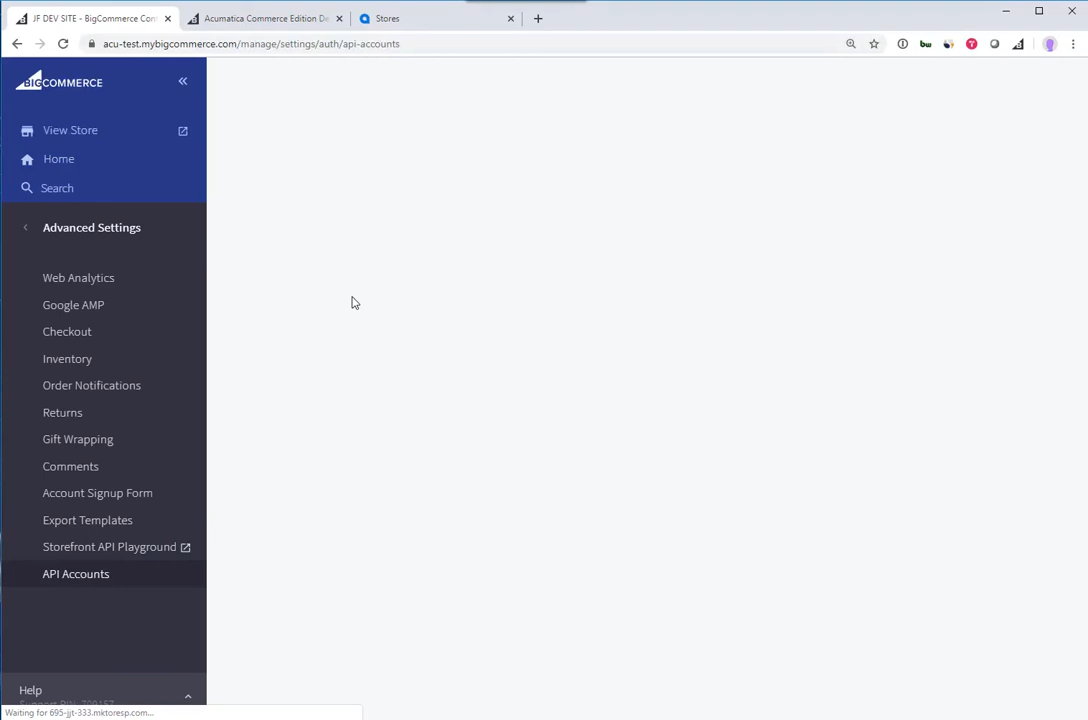 JF DEV SITE - BigCommerce Con
Acumatica Commerce Edition De
Stores
acu-test.mybigcommerce.com/manage/settings/auth/api-accounts
bw
BIGCOMMERCE
View Store
Home
Search
Advanced Settings
Web Analytics
Google AMP
Checkout
Inventory
Order Notifications
Returns
Gift Wrapping
Comments
Account Signup Form
Export Templates
Storefront API Playground
API Accounts
Help
Waiting for 695-jjt-333.mktoresp.com...